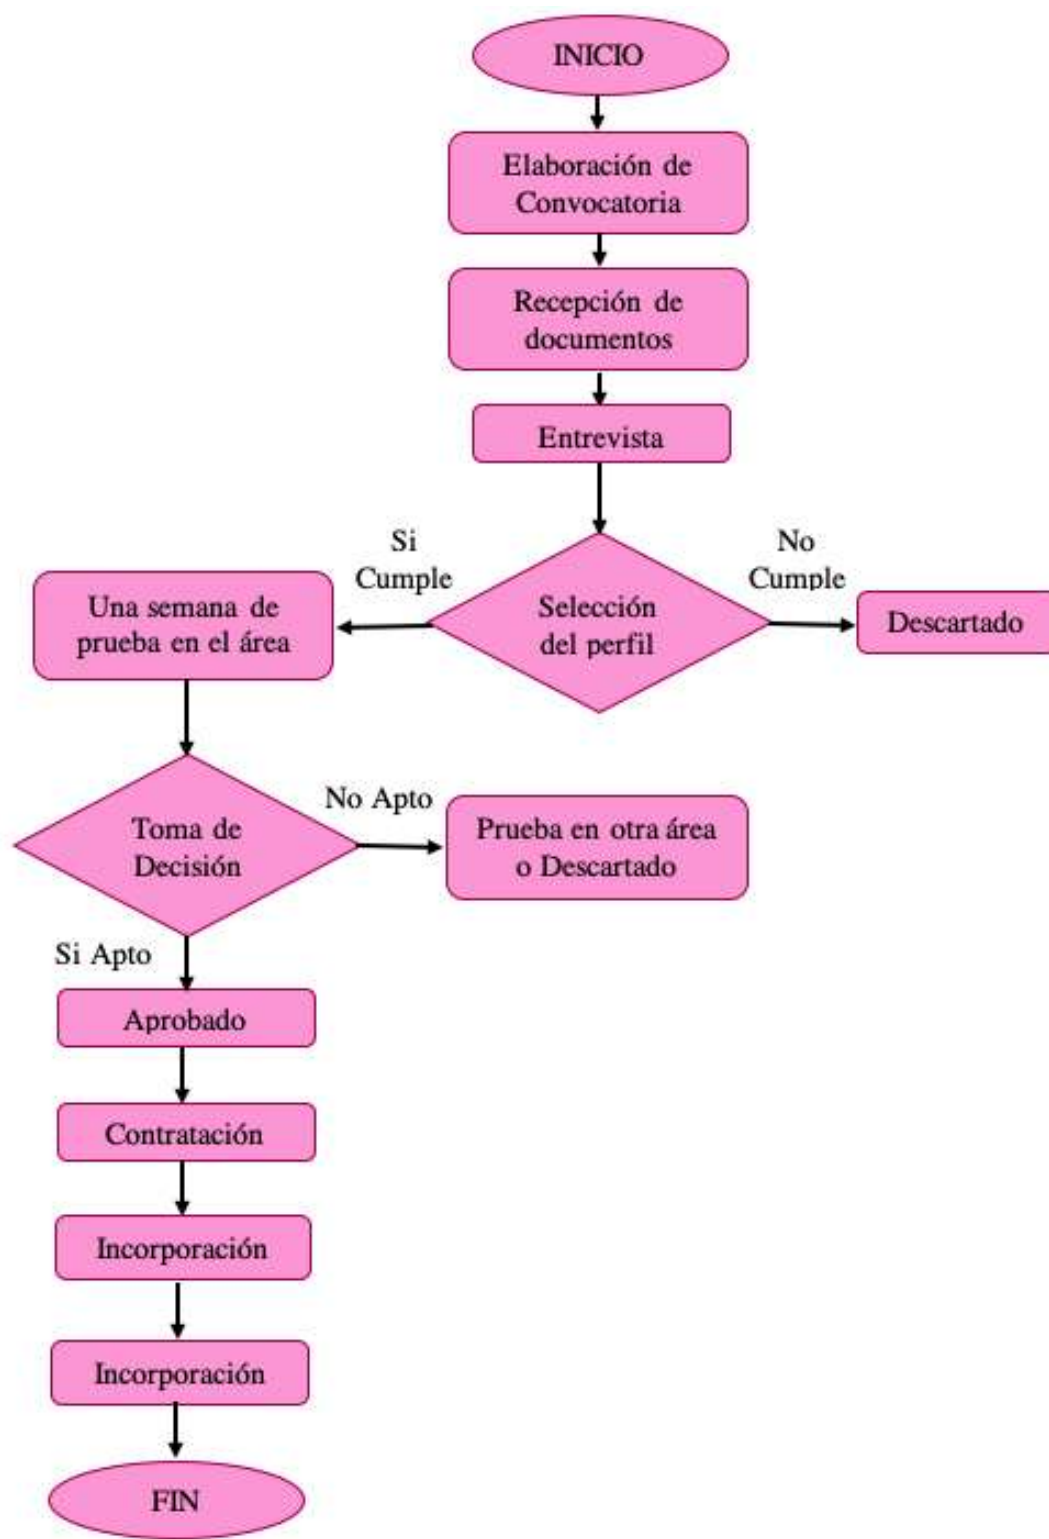 INICIO
Elaboración de
Convocatoria
Recepción de
documentos
Entrevista
Si
Cumple
No
Cumple
Selección
del perfil
Una semana de
prueba en el área
Descartado
Toma de
Decisión
No Apto
Prueba en otra área
o Descartado
Si Apto
Aprobado
Contratación
Incorporación
Incorporación
FIN